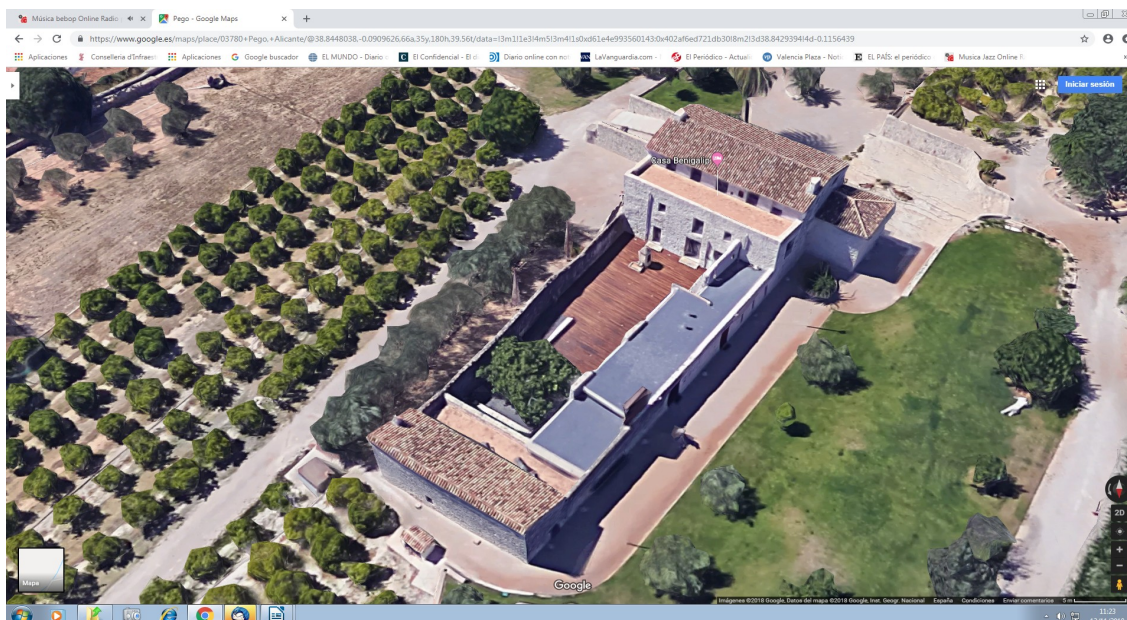 Música bebop Online Radio
Pego - Google Maps
https://www.google.es/maps/place/03780+Pego,+Alicante/@38.8448038,-0.0909626,66a,35y,180h,39.56t/data=!3m1!1e3!4m5!3m4!1s0xd61e4e993560143:0x402af6ed721db30!8m2!3d38.8429394!4d-0.1156439
Aplicaciones
Conselleria d'Infraest
Aplicaciones
Google buscador
EL MUNDO - Diario
El Confidencial - El d
Diario online con not
LaVanguardia.com -
El Periódico - Actual
Valencia Plaza - Noti
EL PAÍS: el periódico
Musica Jazz Online R
Iniciar sesión
Casa Benigalip
2D
Mapa
Google
Imágenes ©2018 Google, Datos del mapa ©2018 Google, Inst. Geogr. Nacional España Condiciones Enviar comentarios 5 m
11:23